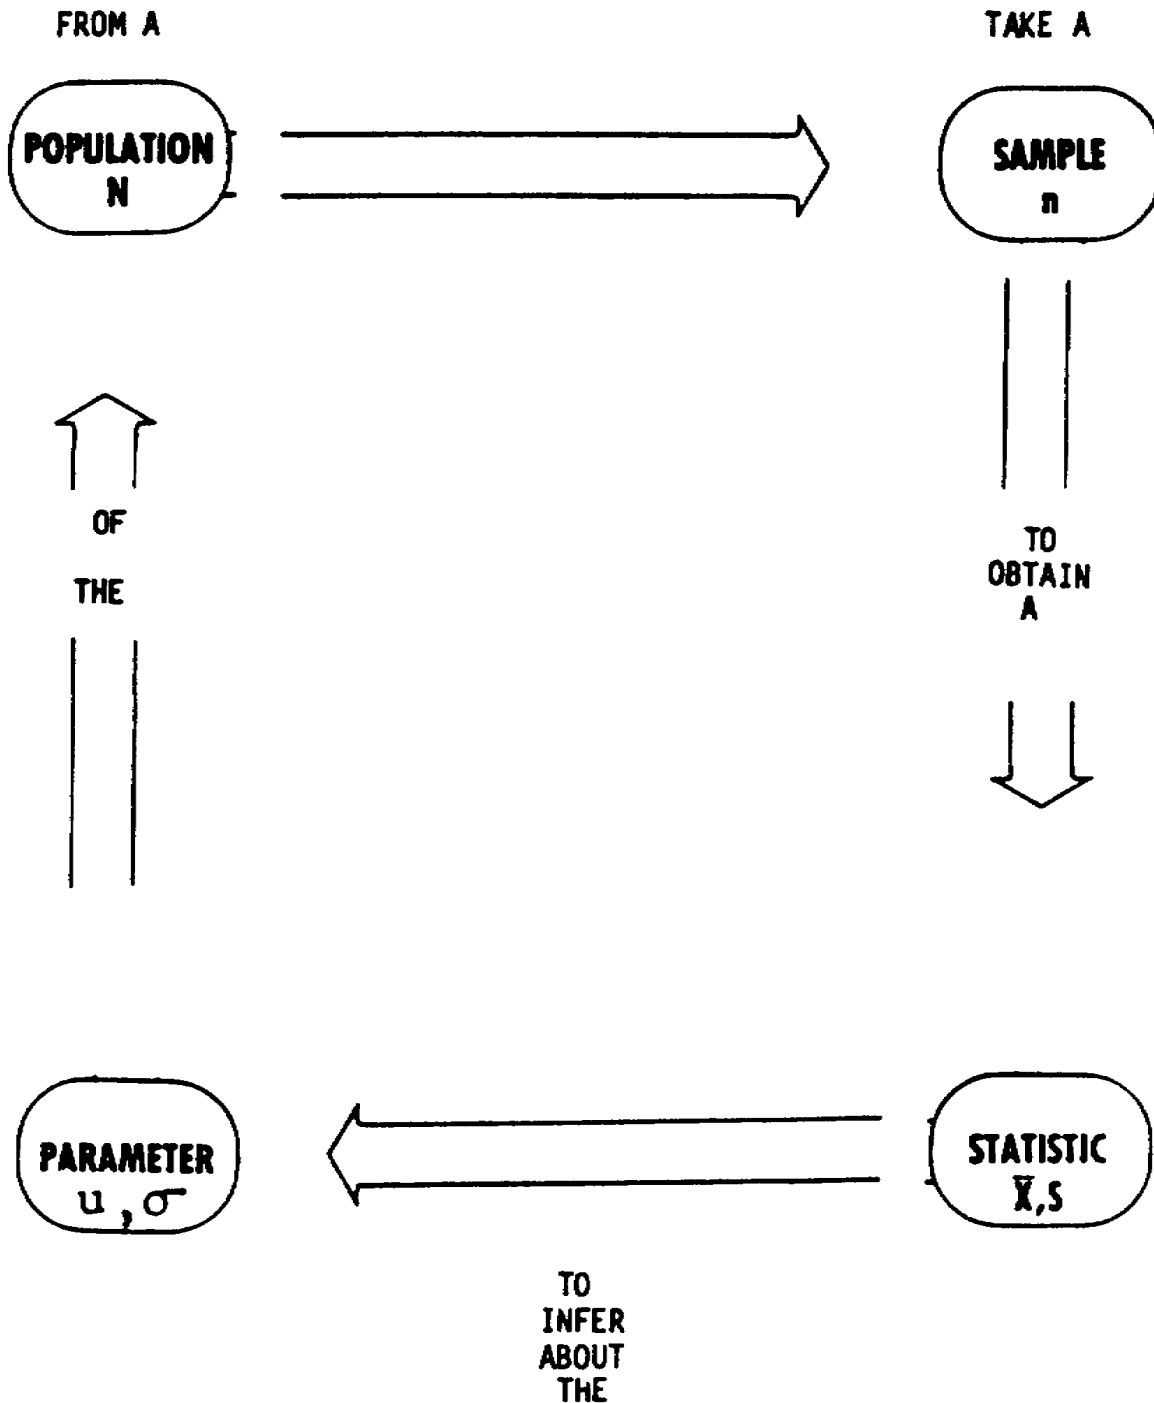 FROM A
TAKE A
POPULATION
N
SAMPLE
n
TO
OBTAIN
A
STATISTIC
X̄,S
TO
INFER
ABOUT
THE
PARAMETER
u,σ
OF
THE